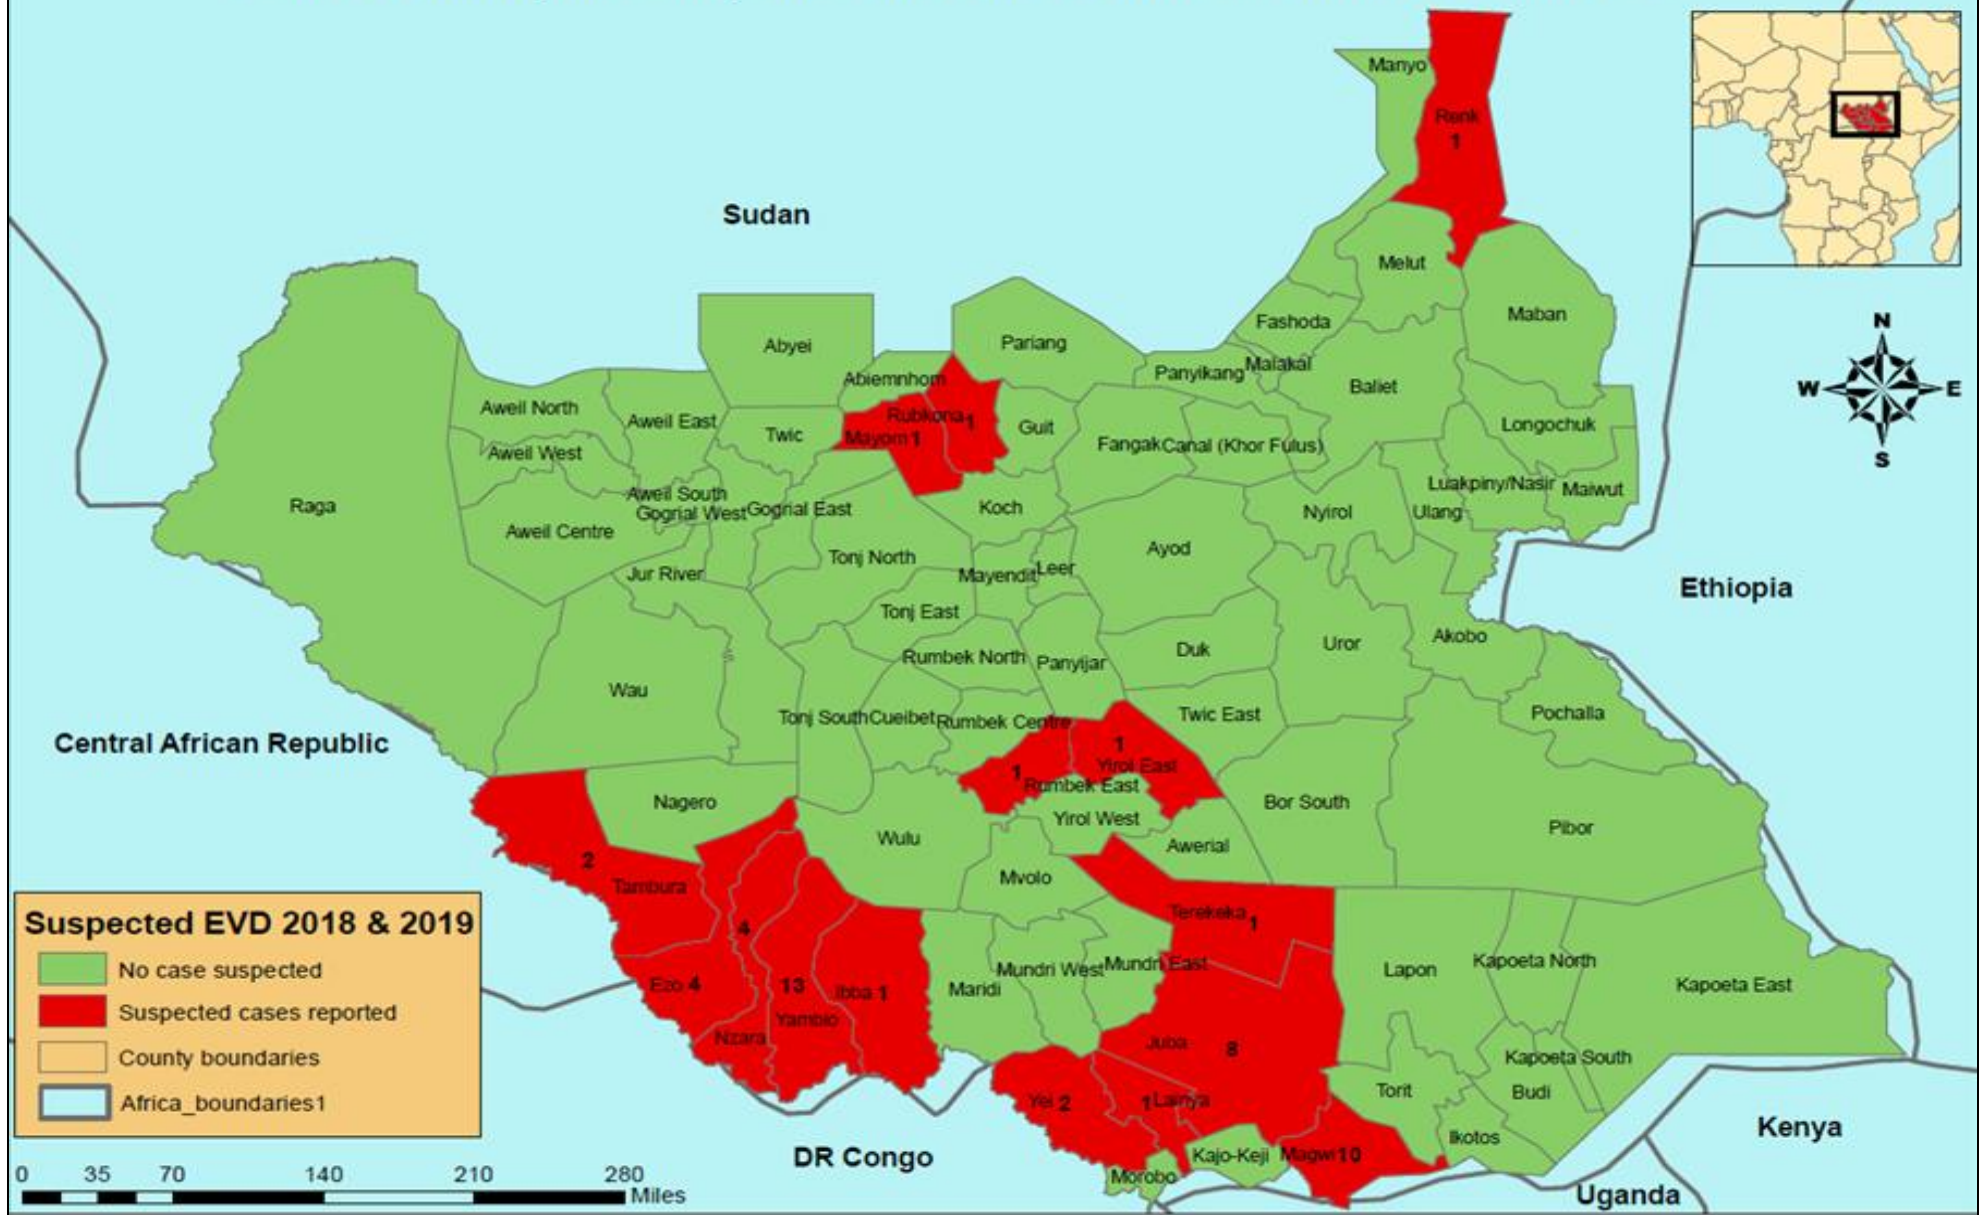 Manyo
Renk
1
Sudan
Melut
Maban
Fashoda
Abyei
Pariang
Malakal
Panyikang
Abiemnhom
Baliet
N
W
E
S
Aweil North
Aweil East
Twic
Rubkona 1
Mayom 1
Guit
Fangak
Canal (Khor Fulus)
Longochuk
Aweil West
Raga
Aweil South
Gogrial West
Gogrial East
Koch
Nyirol
Ulang
Luakpiny/Nasir
Maiwut
Aweil Centre
Tonj North
Ayod
Jur River
Mayendit
Leer
Ethiopia
Tonj East
Rumbek North
Panyijar
Duk
Uror
Akobo
Wau
Tonj South
Cueibet
Rumbek Centre
Twic East
Pochalla
Central African Republic
1
Yirol East
1
Rumbek East
Nagero
Bor South
Yirol West
Pibor
Wulu
Awerial
2
Tambura
Mvolo
Terekeka 1
4
Mundri West
Mundri East
Lapon
Kapoeta North
Kapoeta East
Ezo 4
13
Yambio
Ibba 1
Maridi
Nzara
Juba 8
Kapoeta South
Torit
Budi
Yei 2
1 Lainya
Ikotos
Kenya
Kajo-Keji
Magwi 10
Morobo
DR Congo
Uganda
Suspected EVD 2018 & 2019
No case suspected
Suspected cases reported
County boundaries
Africa_boundaries1
0 35 70 140 210 280
Miles